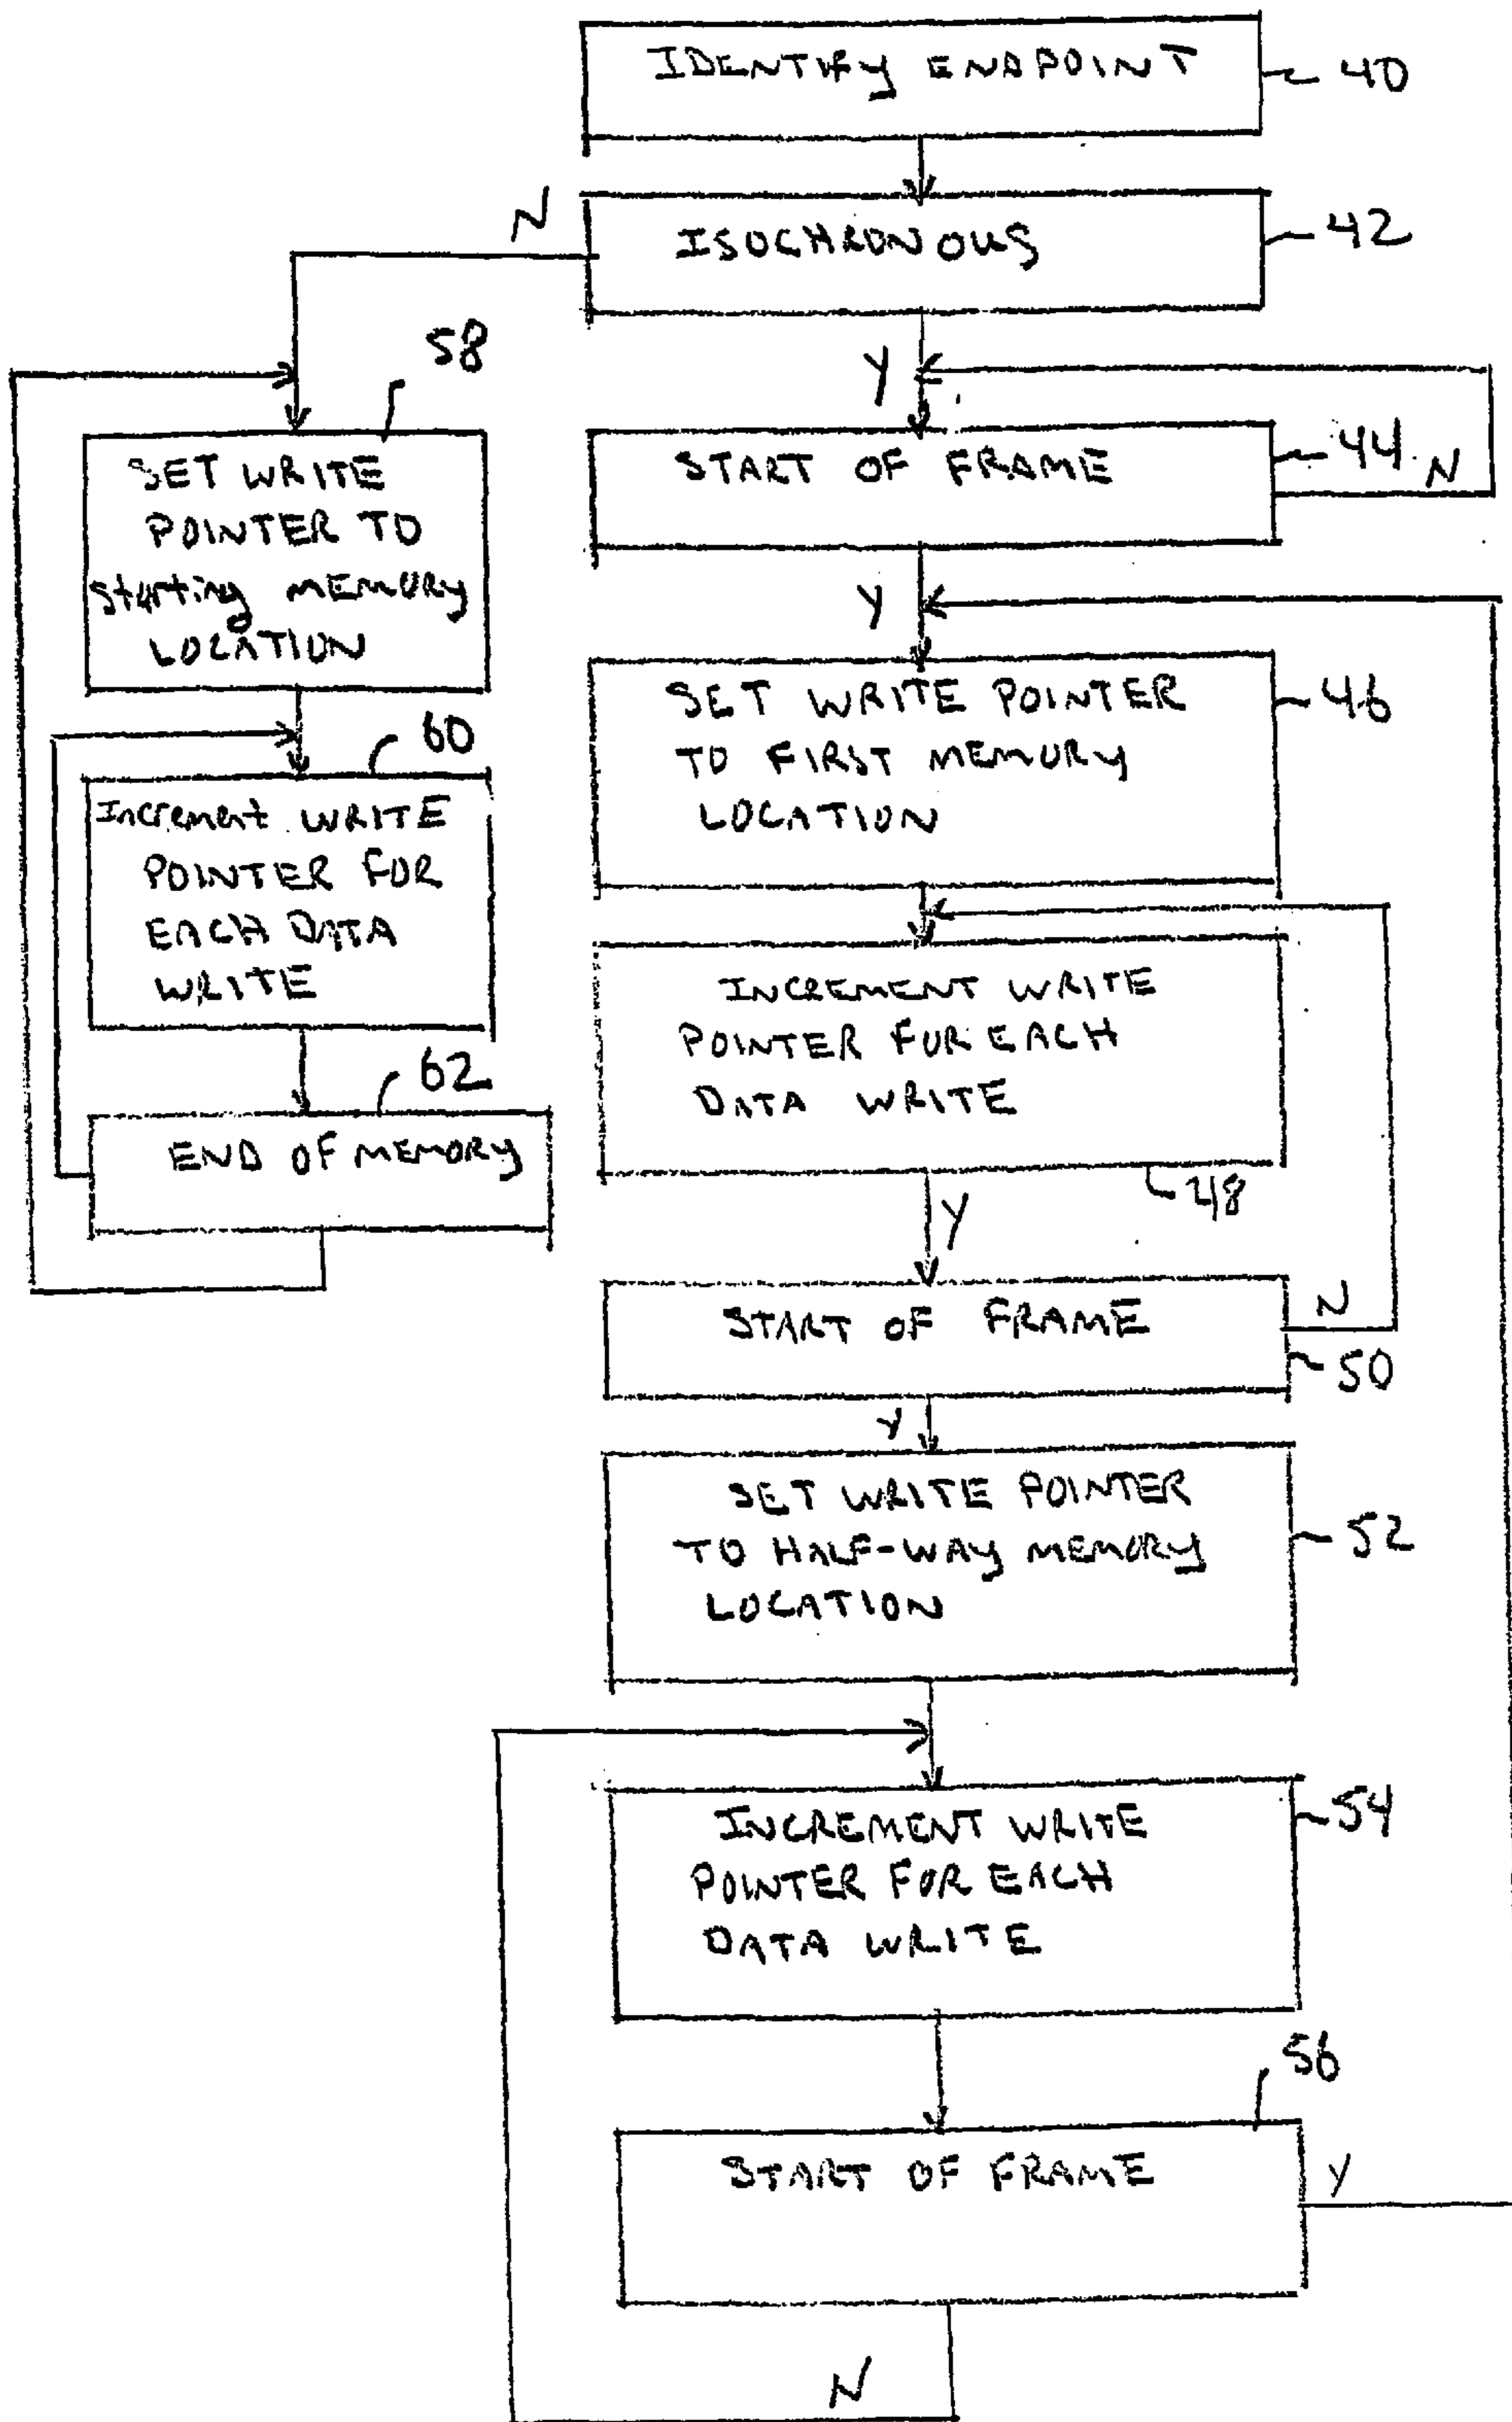 IDENTIFY ENDPOINT
40
N
ISOCHRONOUS
42
58
Y
START OF FRAME
44
N
SET WRITE
POINTER TO
starting MEMORY
LOCATION
Y
SET WRITE POINTER
TO FIRST MEMORY
LOCATION
46
60
Increment WRITE
POINTER FOR
EACH DATA
WRITE
INCREMENT WRITE
POINTER FOR EACH
DATA WRITE
48
62
END OF MEMORY
Y
START OF FRAME
N
50
Y
SET WRITE POINTER
TO HALF-WAY MEMORY
LOCATION
52
INCREMENT WRITE
POINTER FOR EACH
DATA WRITE
54
56
START OF FRAME
Y
N